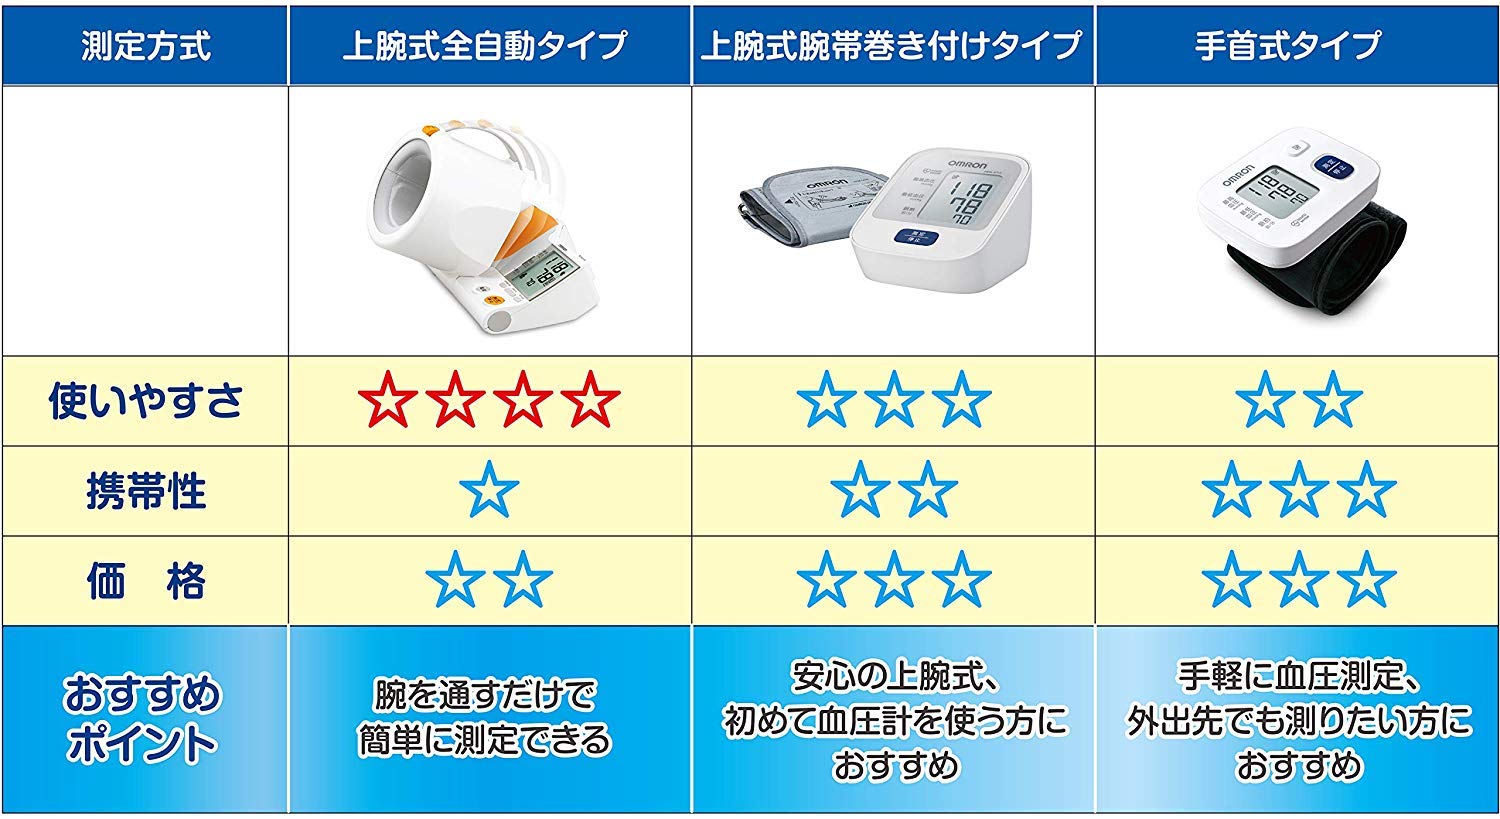 測定方式
上腕式全自動タイプ
上腕式腕帯巻き付けタイプ
手首式タイプ
OMRON
OMRON
118
78
70
OMRON
使いやすさ
☆☆☆☆
☆☆☆
☆☆
携帯性
☆
☆☆
☆☆☆
価　格
☆☆
☆☆☆
☆☆☆
おすすめ
ポイント
腕を通すだけで
簡単に測定できる
安心の上腕式、
初めて血圧計を使う方に
おすすめ
手軽に血圧測定、
外出先でも測りたい方に
おすすめ